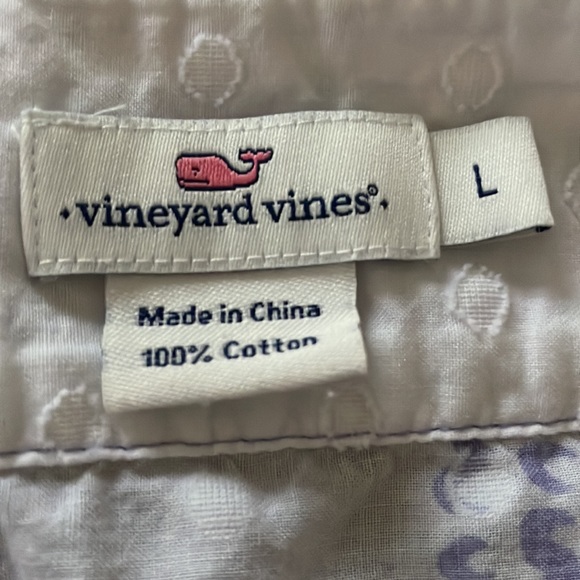 ·vineyard vines®·
L
Made in China
100% Cotton